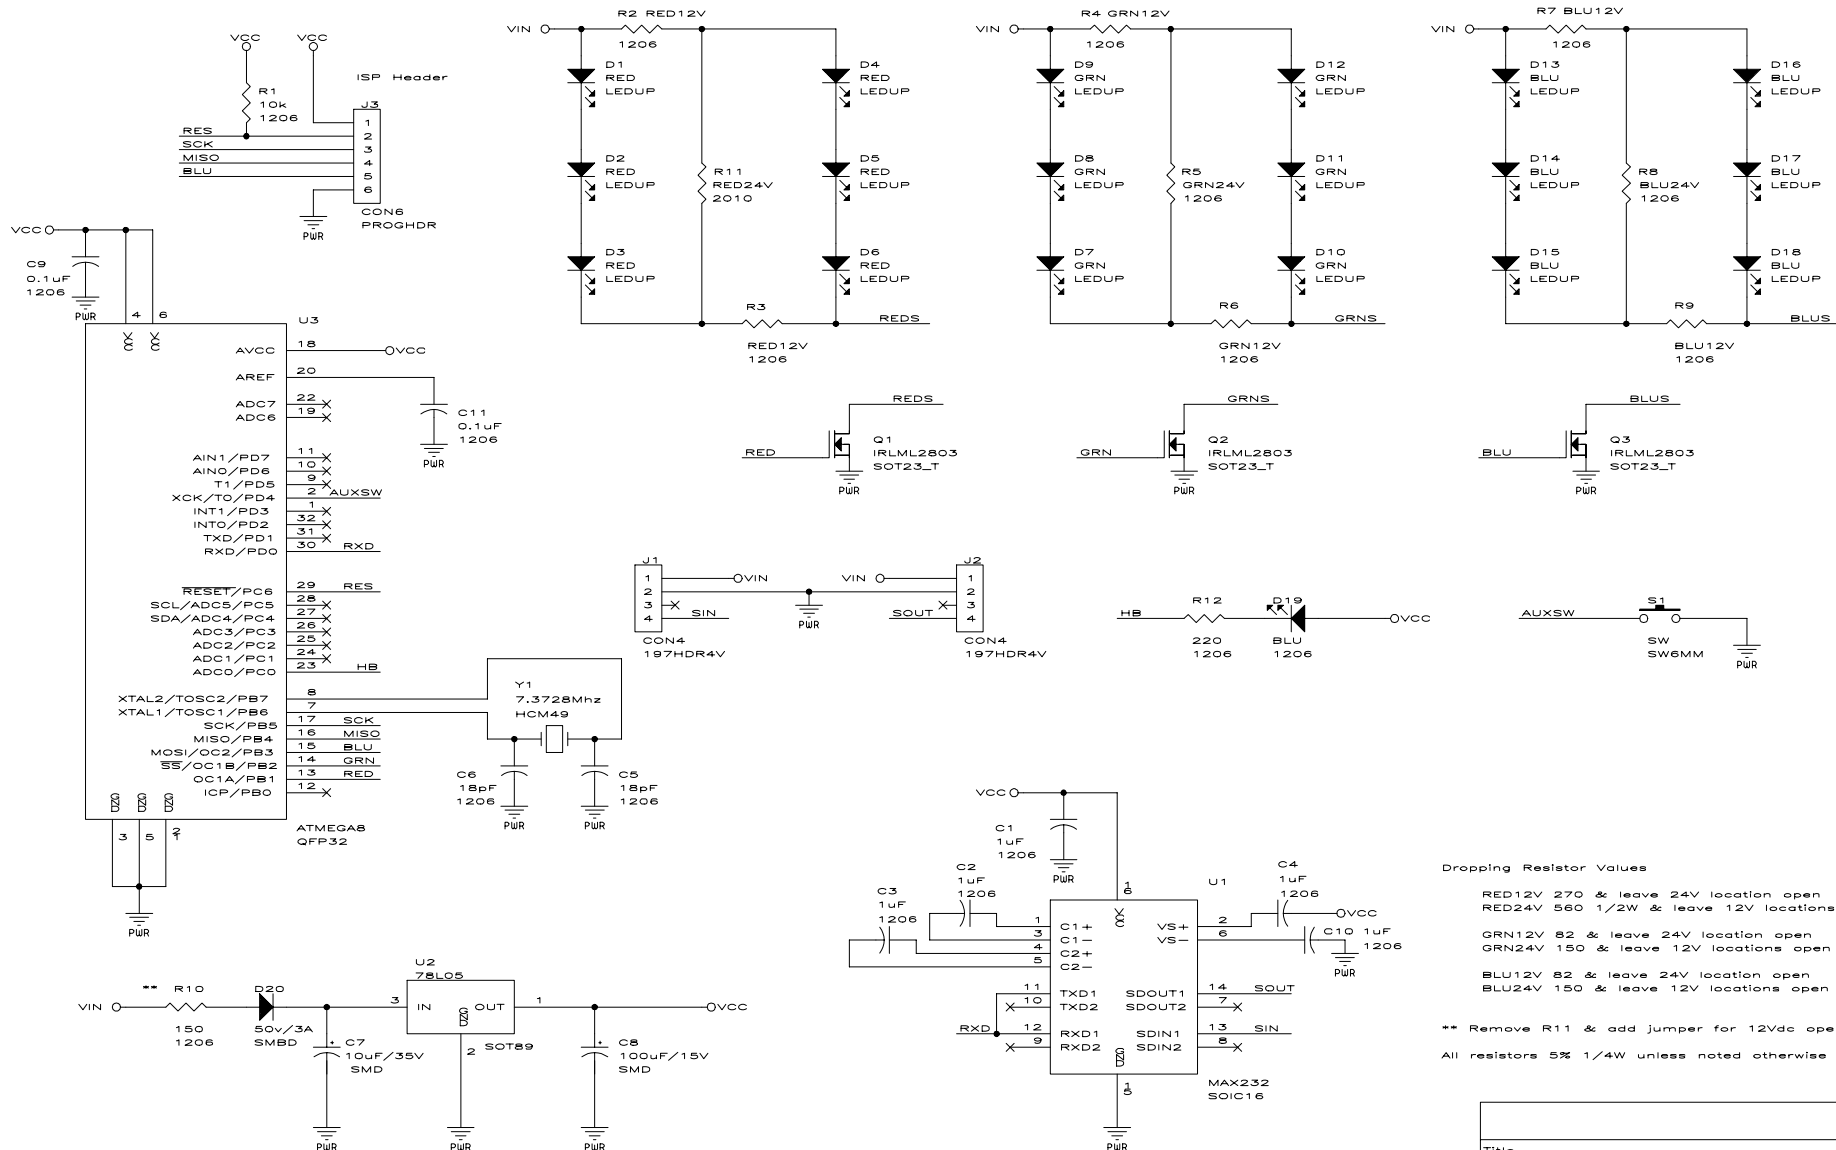 VCC
VCC
ISP Header
R1
10k
1206
J3
1
2
3
4
5
6
RES
SCK
MISO
BLU
CON6
PROGHDR
PWR
VIN
R2 RED12V
1206
D1
RED
LEDUP
D2
RED
LEDUP
D3
RED
LEDUP
R11
RED24V
2010
D4
RED
LEDUP
D5
RED
LEDUP
D6
RED
LEDUP
R3
RED12V
1206
REDS
VIN
R4 GRN12V
1206
D9
GRN
LEDUP
D8
GRN
LEDUP
D7
GRN
LEDUP
R5
GRN24V
1206
D12
GRN
LEDUP
D11
GRN
LEDUP
D10
GRN
LEDUP
R6
GRN12V
1206
GRNS
VIN
R7 BLU12V
1206
D13
BLU
LEDUP
D14
BLU
LEDUP
D15
BLU
LEDUP
R8
BLU24V
1206
D16
BLU
LEDUP
D17
BLU
LEDUP
D18
BLU
LEDUP
R9
BLU12V
1206
BLUS
VCC
C9
0.1uF
1206
PWR
4 6
U3
VCC
VCC
AVCC 18 VCC
AREF 20
ADC7 22
ADC6 19
C11
0.1uF
1206
PWR
AIN1/PD7 11
AIN0/PD6 10
T1/PD5 9
XCK/T0/PD4 2 AUXSW
INT1/PD3 1
INT0/PD2 32
TXD/PD1 31
RXD/PD0 30 RXD
RESET/PC6 29 RES
SCL/ADC5/PC5 28
SDA/ADC4/PC4 27
ADC3/PC3 26
ADC2/PC2 25
ADC1/PC1 24
ADC0/PC0 23 HB
XTAL2/TOSC2/PB7 8
XTAL1/TOSC1/PB6 7
SCK/PB5 17 SCK
MISO/PB4 16 MISO
MOSI/OC2/PB3 15 BLU
SS/OC1B/PB2 14 GRN
OC1A/PB1 13 RED
ICP/PB0 12
GND
GND
GND
3 5 21
ATMEGA8
QFP32
PWR
Y1
7.3728Mhz
HCM49
C6
18pF
1206
PWR
C5
18pF
1206
PWR
REDS
RED
Q1
IRLML2803
SOT23_T
PWR
GRNS
GRN
Q2
IRLML2803
SOT23_T
PWR
BLUS
BLU
Q3
IRLML2803
SOT23_T
PWR
J1
1
2
3
4
VIN
SIN
CON4
197HDR4V
PWR
VIN
SOUT
J2
1
2
3
4
CON4
197HDR4V
HB
R12
220
1206
D19
BLU
1206
VCC
AUXSW
S1
SW
SW6MM
PWR
VCC
C1
1uF
1206
PWR
C2
1uF
1206
C3
1uF
1206
C4
1uF
1206
VCC
C10 1uF
1206
PWR
U1
16
VCC
1 C1+
3 C1-
4 C2+
5 C2-
VS+ 2
VS- 6
11 TXD1
10 TXD2
12 RXD1
9 RXD2
RXD
SDOUT1 14 SOUT
SDOUT2 7
SDIN1 13 SIN
SDIN2 8
GND
15
MAX232
SOIC16
PWR
VIN
**
R10
150
1206
D20
50v/3A
SMBD
C7
10uF/35V
SMD
PWR
U2
78L05
3 IN
OUT 1
GND
2
SOT89
PWR
C8
100uF/15V
SMD
VCC
PWR
Dropping Resistor Values
RED12V 270 & leave 24V location open
RED24V 560 1/2W & leave 12V locations
GRN12V 82 & leave 24V location open
GRN24V 150 & leave 12V locations open
BLU12V 82 & leave 24V location open
BLU24V 150 & leave 12V locations open
** Remove R11 & add jumper for 12Vdc ope
All resistors 5% 1/4W unless noted otherwise
Title